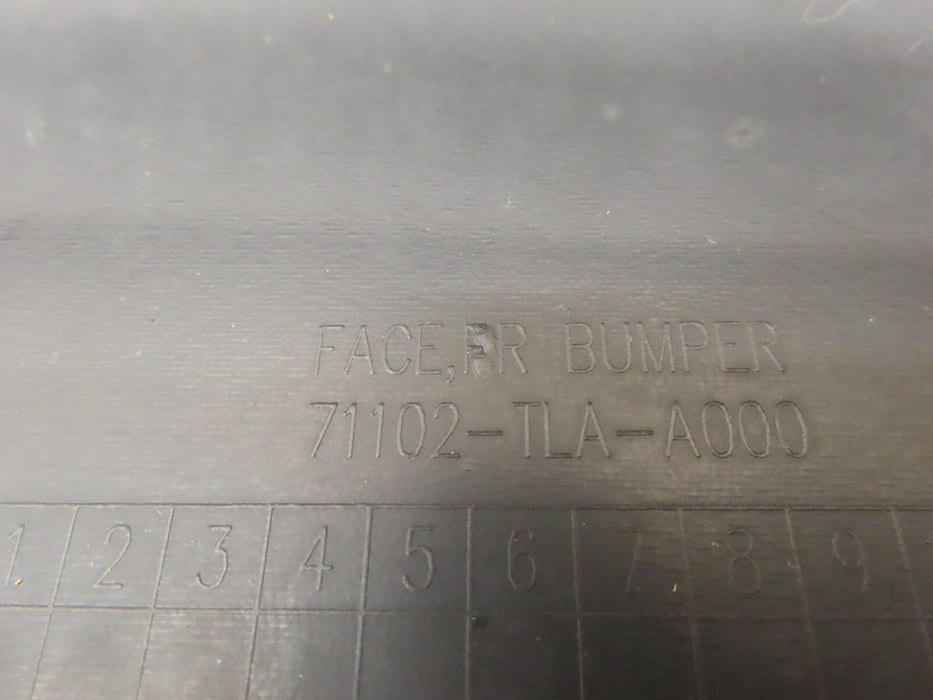 FACE,FR BUMPER
71102-TLA-A000
1 2 3 4 5 6 7 8 9